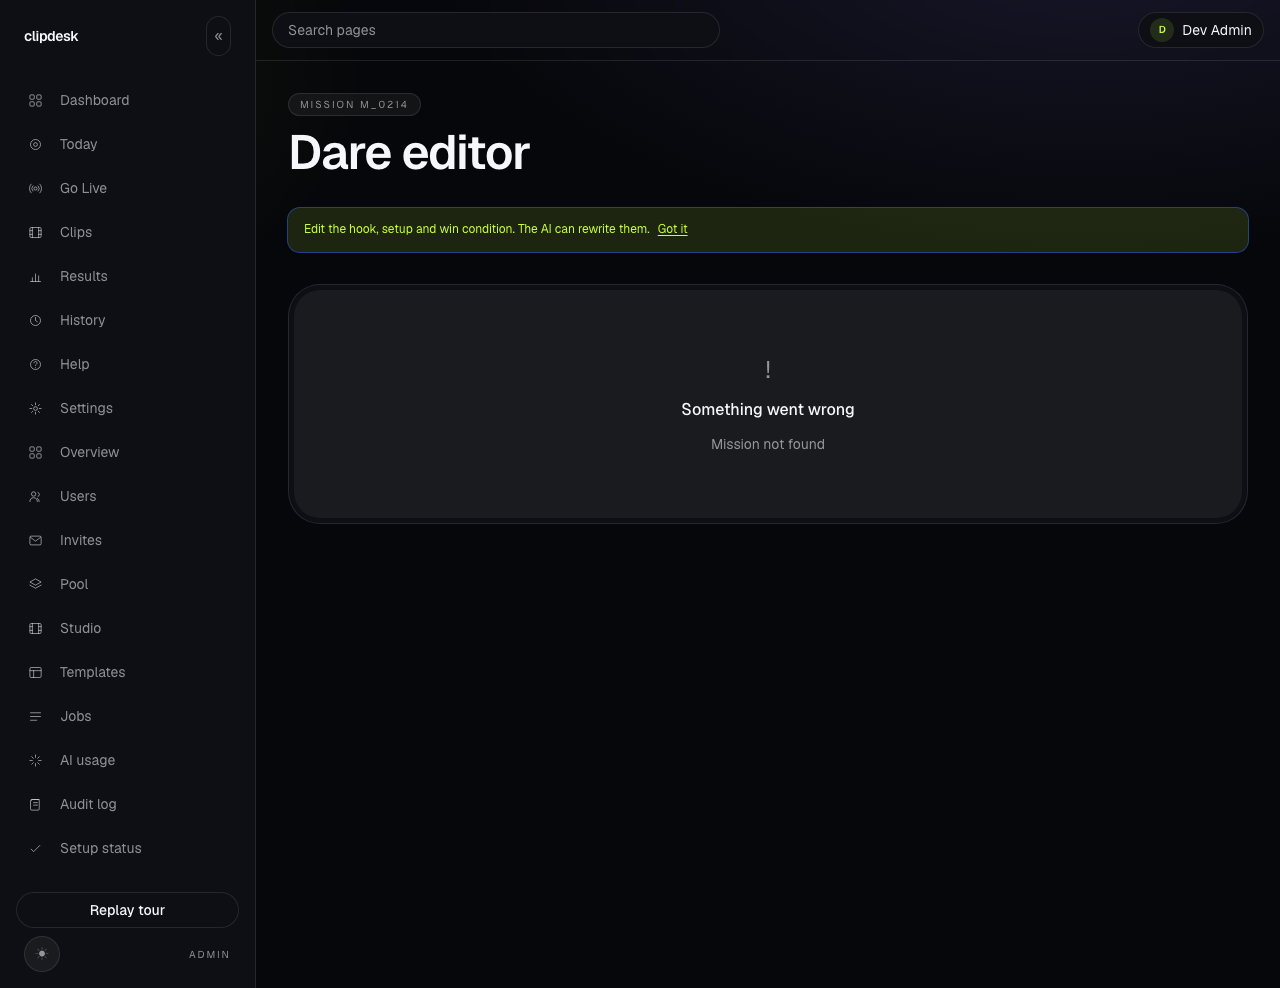 clipdesk
«
Search pages
D
Dev Admin
Dashboard
Today
Go Live
Clips
Results
History
Help
Settings
Overview
Users
Invites
Pool
Studio
Templates
Jobs
AI usage
Audit log
Setup status
Replay tour
ADMIN
MISSION M_0214
Dare editor
Edit the hook, setup and win condition. The AI can rewrite them. Got it
!
Something went wrong
Mission not found